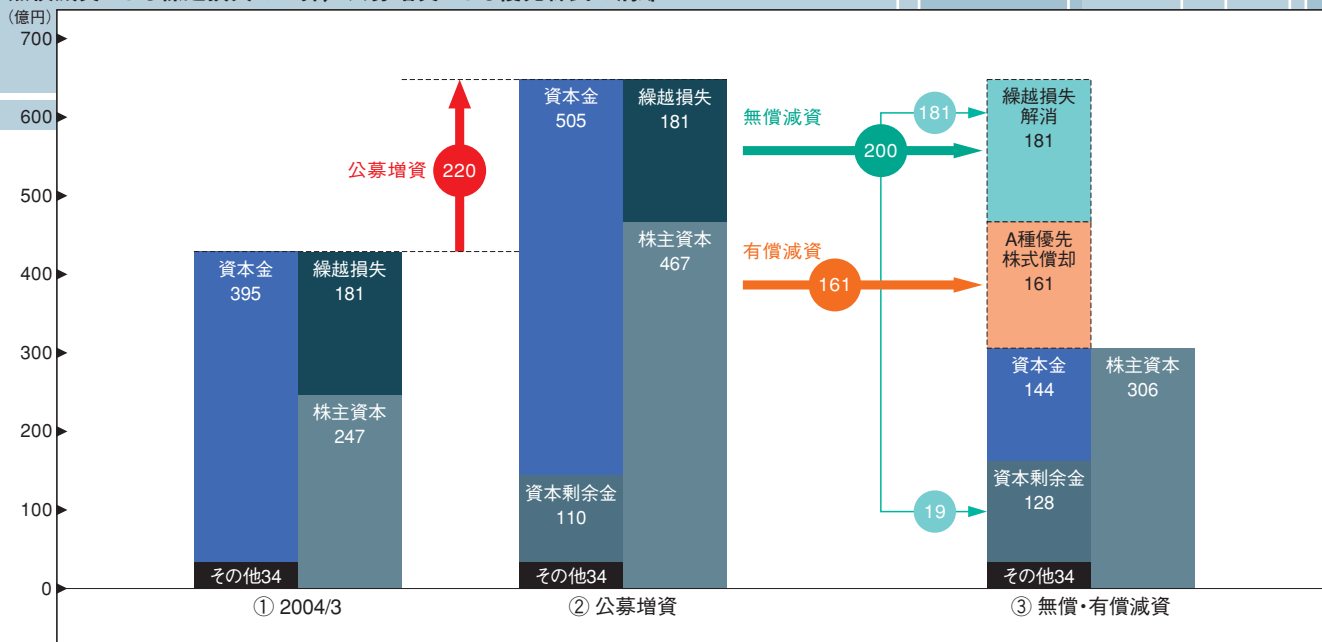 (億円)
700
600
500
400
300
200
100
0
資本金
395
繰越損失
181
株主資本
247
その他34
① 2004/3
公募増資
220
資本金
505
繰越損失
181
株主資本
467
資本剰余金
110
その他34
② 公募増資
無償減資
200
181
19
有償減資
161
繰越損失
解消
181
A種優先
株式償却
161
資本金
144
株主資本
306
資本剰余金
128
その他34
③ 無償・有償減資